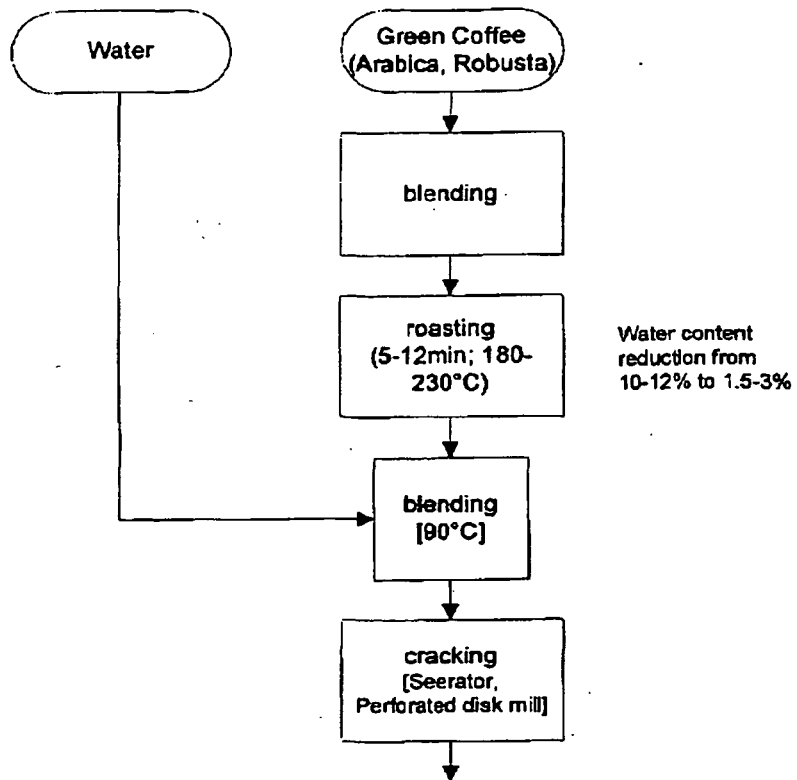 Water
Green Coffee
(Arabica, Robusta)
blending
roasting
(5-12min; 180-
230°C)
Water content
reduction from
10-12% to 1.5-3%
blending
[90°C]
cracking
[Seerator,
Perforated disk mill]